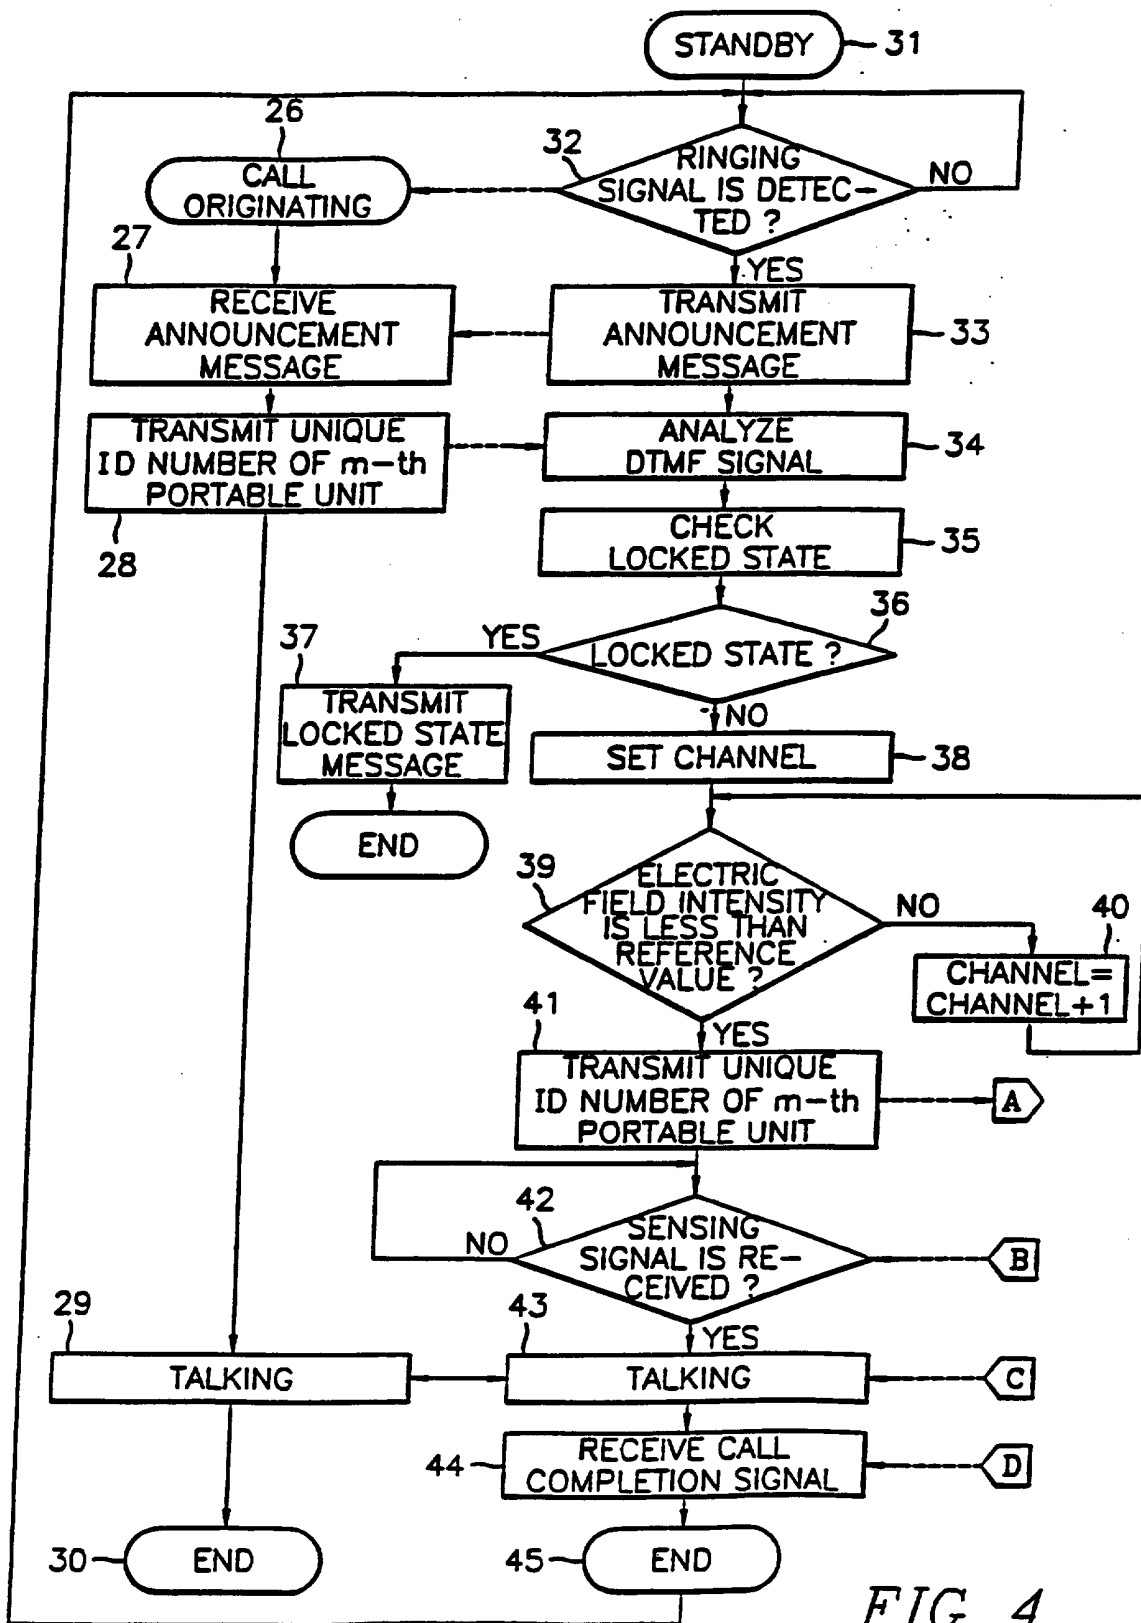 STANDBY
31
26
CALL
ORIGINATING
32
RINGING
SIGNAL IS DETEC-
TED ?
NO
YES
27
RECEIVE
ANNOUNCEMENT
MESSAGE
TRANSMIT
ANNOUNCEMENT
MESSAGE
33
TRANSMIT UNIQUE
ID NUMBER OF m-th
PORTABLE UNIT
28
ANALYZE
DTMF SIGNAL
34
CHECK
LOCKED STATE
35
36
YES
LOCKED STATE ?
NO
37
TRANSMIT
LOCKED STATE
MESSAGE
SET CHANNEL
38
END
39
ELECTRIC
FIELD INTENSITY
IS LESS THAN
REFERENCE
VALUE ?
NO
40
CHANNEL=
CHANNEL+1
YES
41
TRANSMIT UNIQUE
ID NUMBER OF m-th
PORTABLE UNIT
A
42
SENSING
SIGNAL IS RE-
CEIVED ?
NO
B
YES
29
TALKING
43
TALKING
C
44
RECEIVE CALL
COMPLETION SIGNAL
D
30
END
45
END
FIG. 4